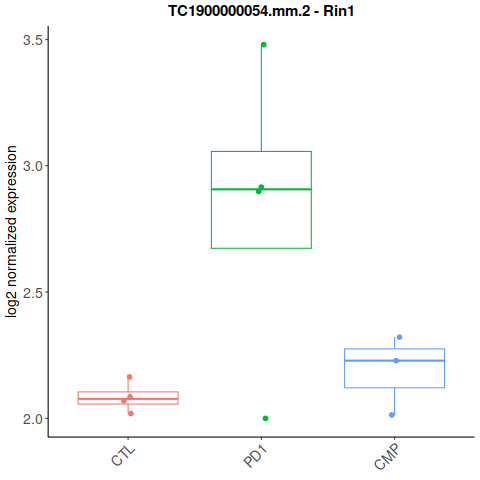 TC1900000054.mm.2 - Rin1
log2 normalized expression
3.5
3.0
2.5
2.0
CTL
PD1
CMP